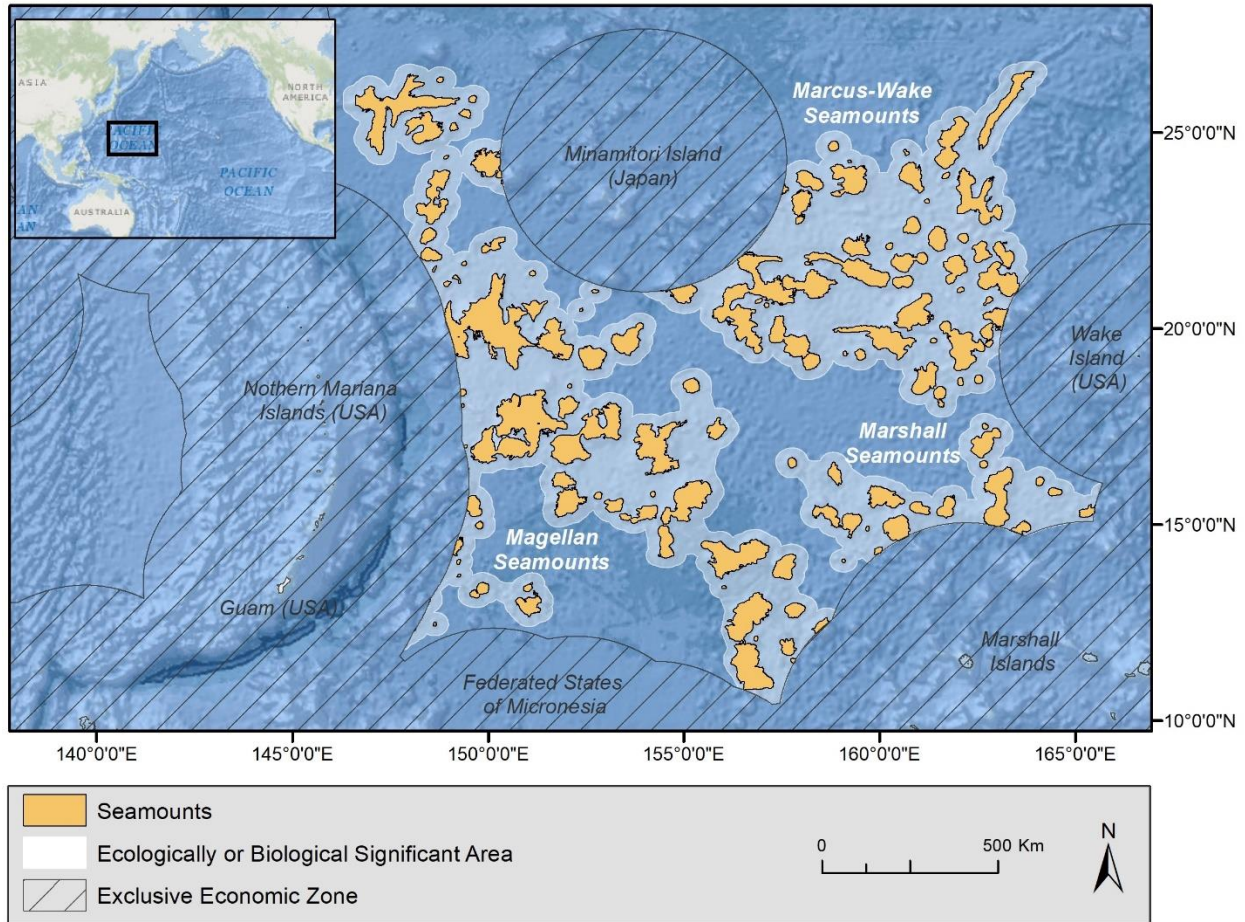 ASIA
NORTH
AMERICA
PACIFIC
OCEAN
PACIFIC
OCEAN
AUSTRALIA
AN
AN
Marcus-Wake
Seamounts
Minamitori Island
(Japan)
25°0'0"N
20°0'0"N
Wake
Island
(USA)
Nothern Mariana
Islands (USA)
Marshall
Seamounts
15°0'0"N
Magellan
Seamounts
Guam (USA)
Marshall
Islands
Federated States
of Micronesia
10°0'0"N
140°0'0"E
145°0'0"E
150°0'0"E
155°0'0"E
160°0'0"E
165°0'0"E
Seamounts
Ecologically or Biological Significant Area
Exclusive Economic Zone
0
500 Km
N